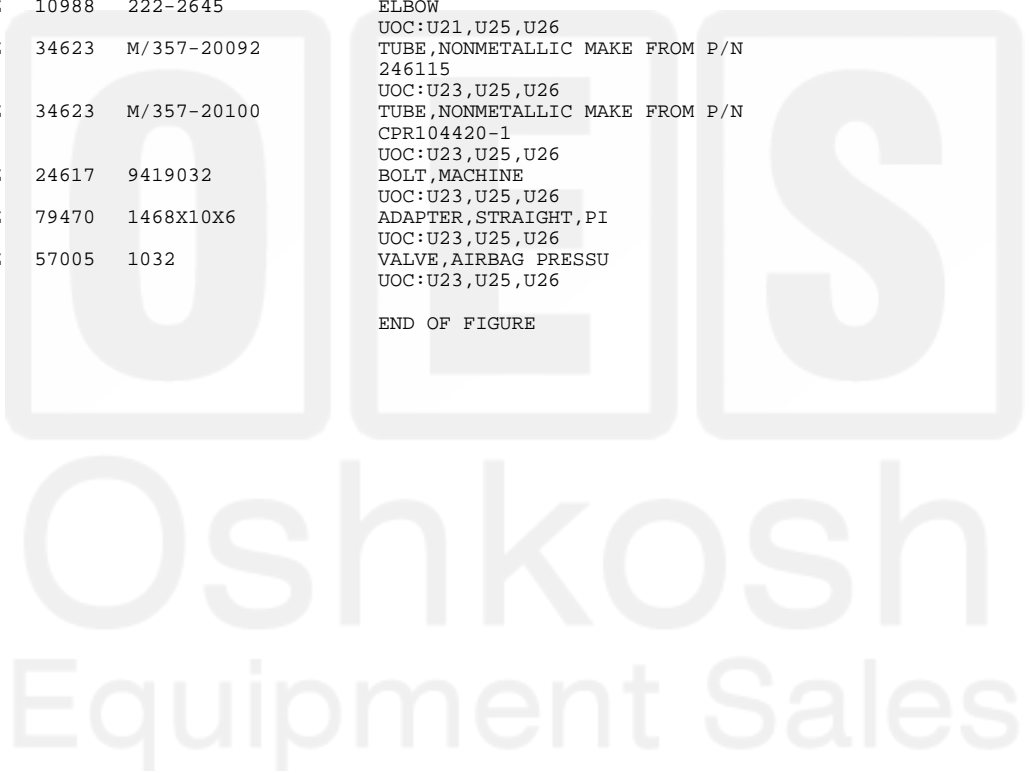 10988 222-2645 ELBOW
UOC:U21,U25,U26
34623 M/357-20092 TUBE,NONMETALLIC MAKE FROM P/N
246115
UOC:U23,U25,U26
34623 M/357-20100 TUBE,NONMETALLIC MAKE FROM P/N
CPR104420-1
UOC:U23,U25,U26
24617 9419032 BOLT,MACHINE
UOC:U23,U25,U26
79470 1468X10X6 ADAPTER,STRAIGHT,PI
UOC:U23,U25,U26
57005 1032 VALVE,AIRBAG PRESSU
UOC:U23,U25,U26
END OF FIGURE
OES
Oshkosh
Equipment Sales